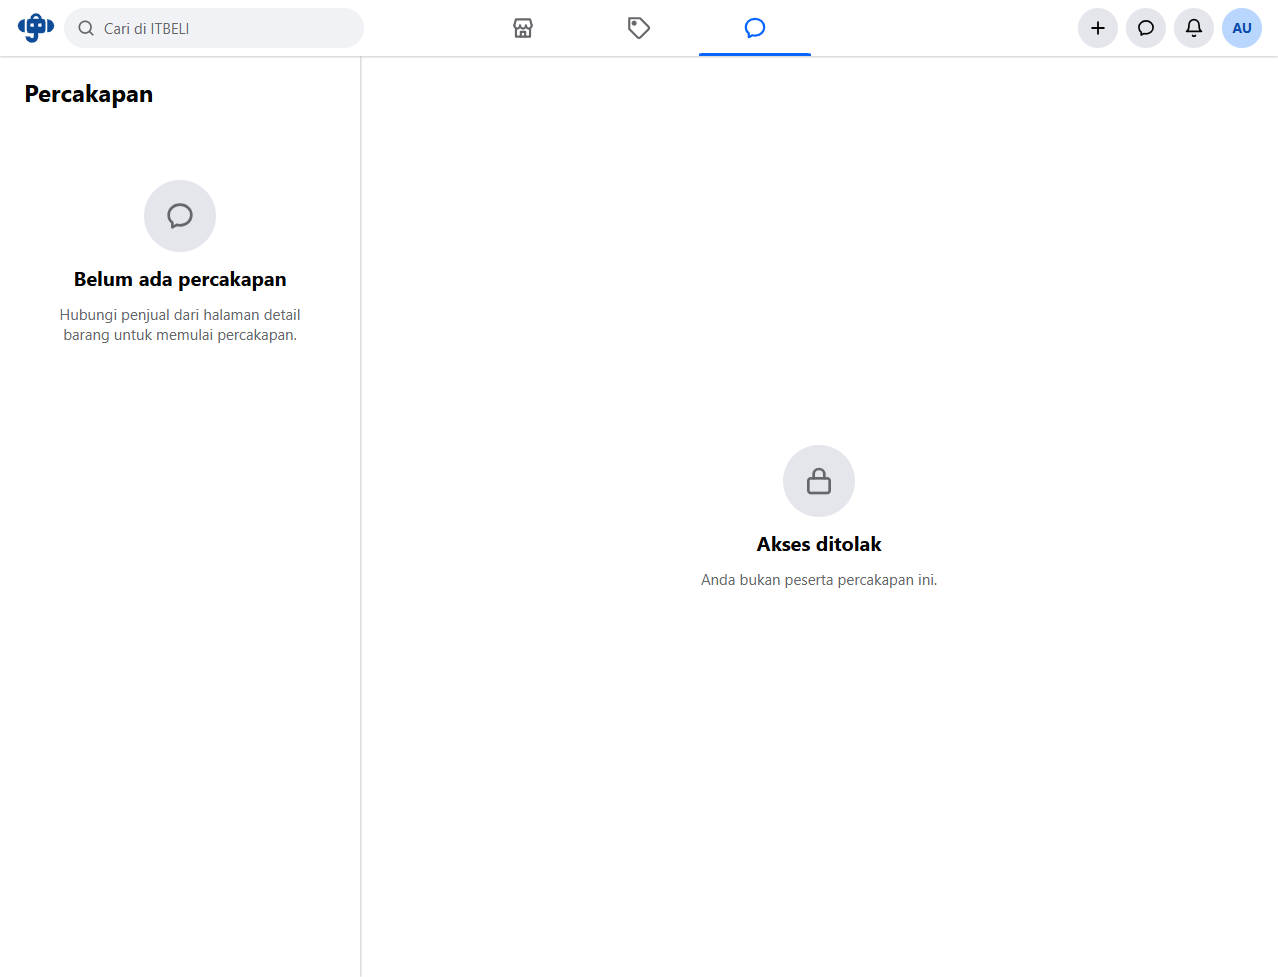 Cari di ITBELI
AU
Percakapan
Belum ada percakapan
Hubungi penjual dari halaman detail
barang untuk memulai percakapan.
Akses ditolak
Anda bukan peserta percakapan ini.